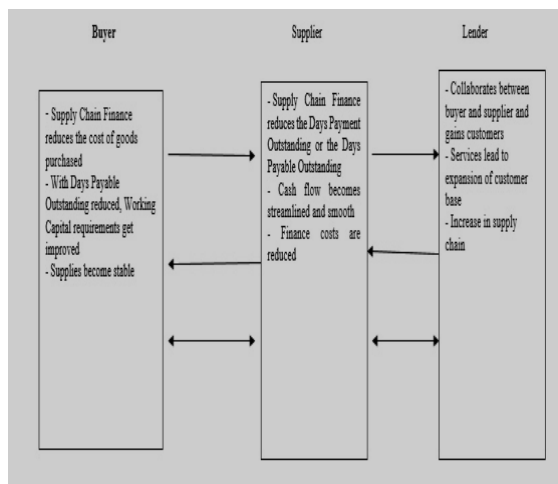 Buyer
Supplier
Lender
- Supply Chain Finance
reduces the cost of goods
purchased
- With Days Payable
Outstanding reduced, Working
Capital requirements get
improved
- Supplies become stable
- Supply Chain Finance
reduces the Days Payment
Outstanding or the Days
Payable Outstanding
- Cash flow becomes
streamlined and smooth
- Finance costs are
reduced
- Collaborates between
buyer and supplier and
gains customers
- Services lead to
expansion of customer
base
- Increase in supply
chain